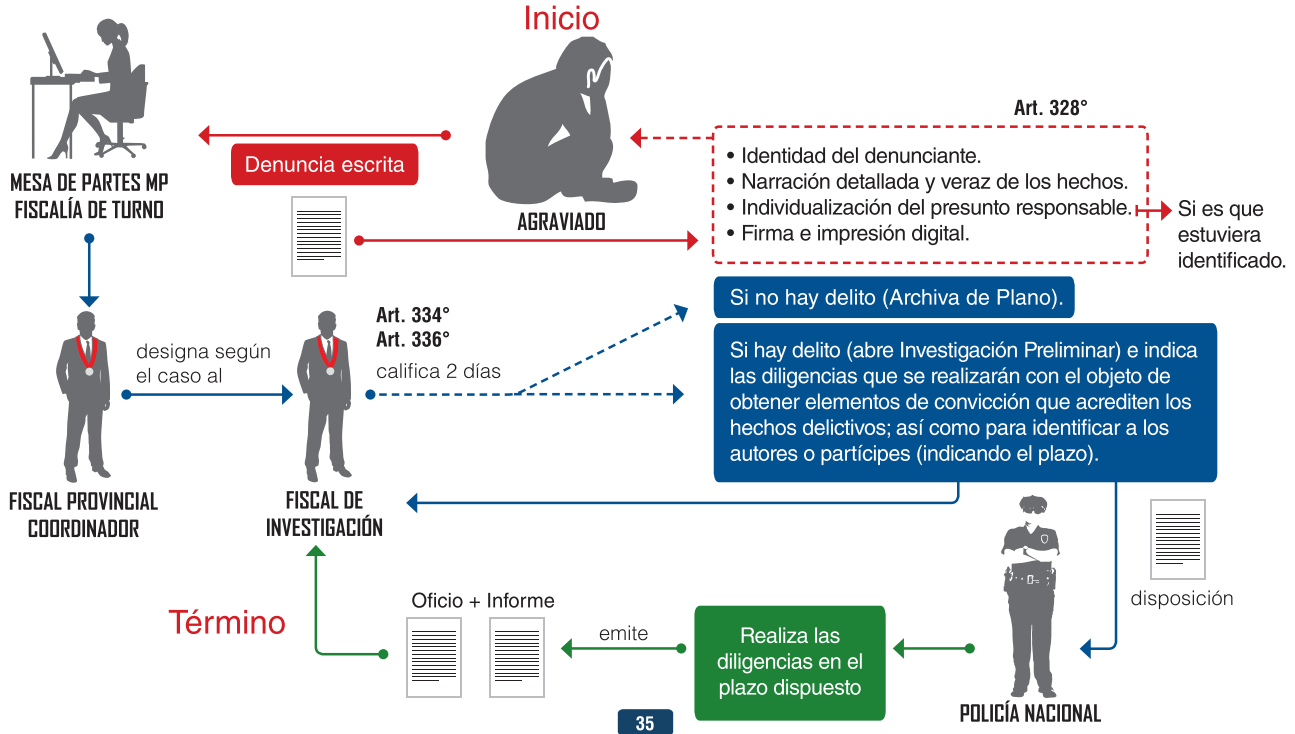 Inicio
Art. 328°
Denuncia escrita
MESA DE PARTES MP
FISCALÍA DE TURNO
AGRAVIADO
• Identidad del denunciante.
• Narración detallada y veraz de los hechos.
• Individualización del presunto responsable.
• Firma e impresión digital.
Si es que
estuviera
identificado.
Si no hay delito (Archiva de Plano).
Art. 334°
Art. 336°
califica 2 días
designa según
el caso al
Si hay delito (abre Investigación Preliminar) e indica
las diligencias que se realizarán con el objeto de
obtener elementos de convicción que acrediten los
hechos delictivos; así como para identificar a los
autores o partícipes (indicando el plazo).
FISCAL PROVINCIAL
COORDINADOR
FISCAL DE
INVESTIGACIÓN
disposición
Término
Oficio + Informe
emite
Realiza las
diligencias en el
plazo dispuesto
POLICÍA NACIONAL
35